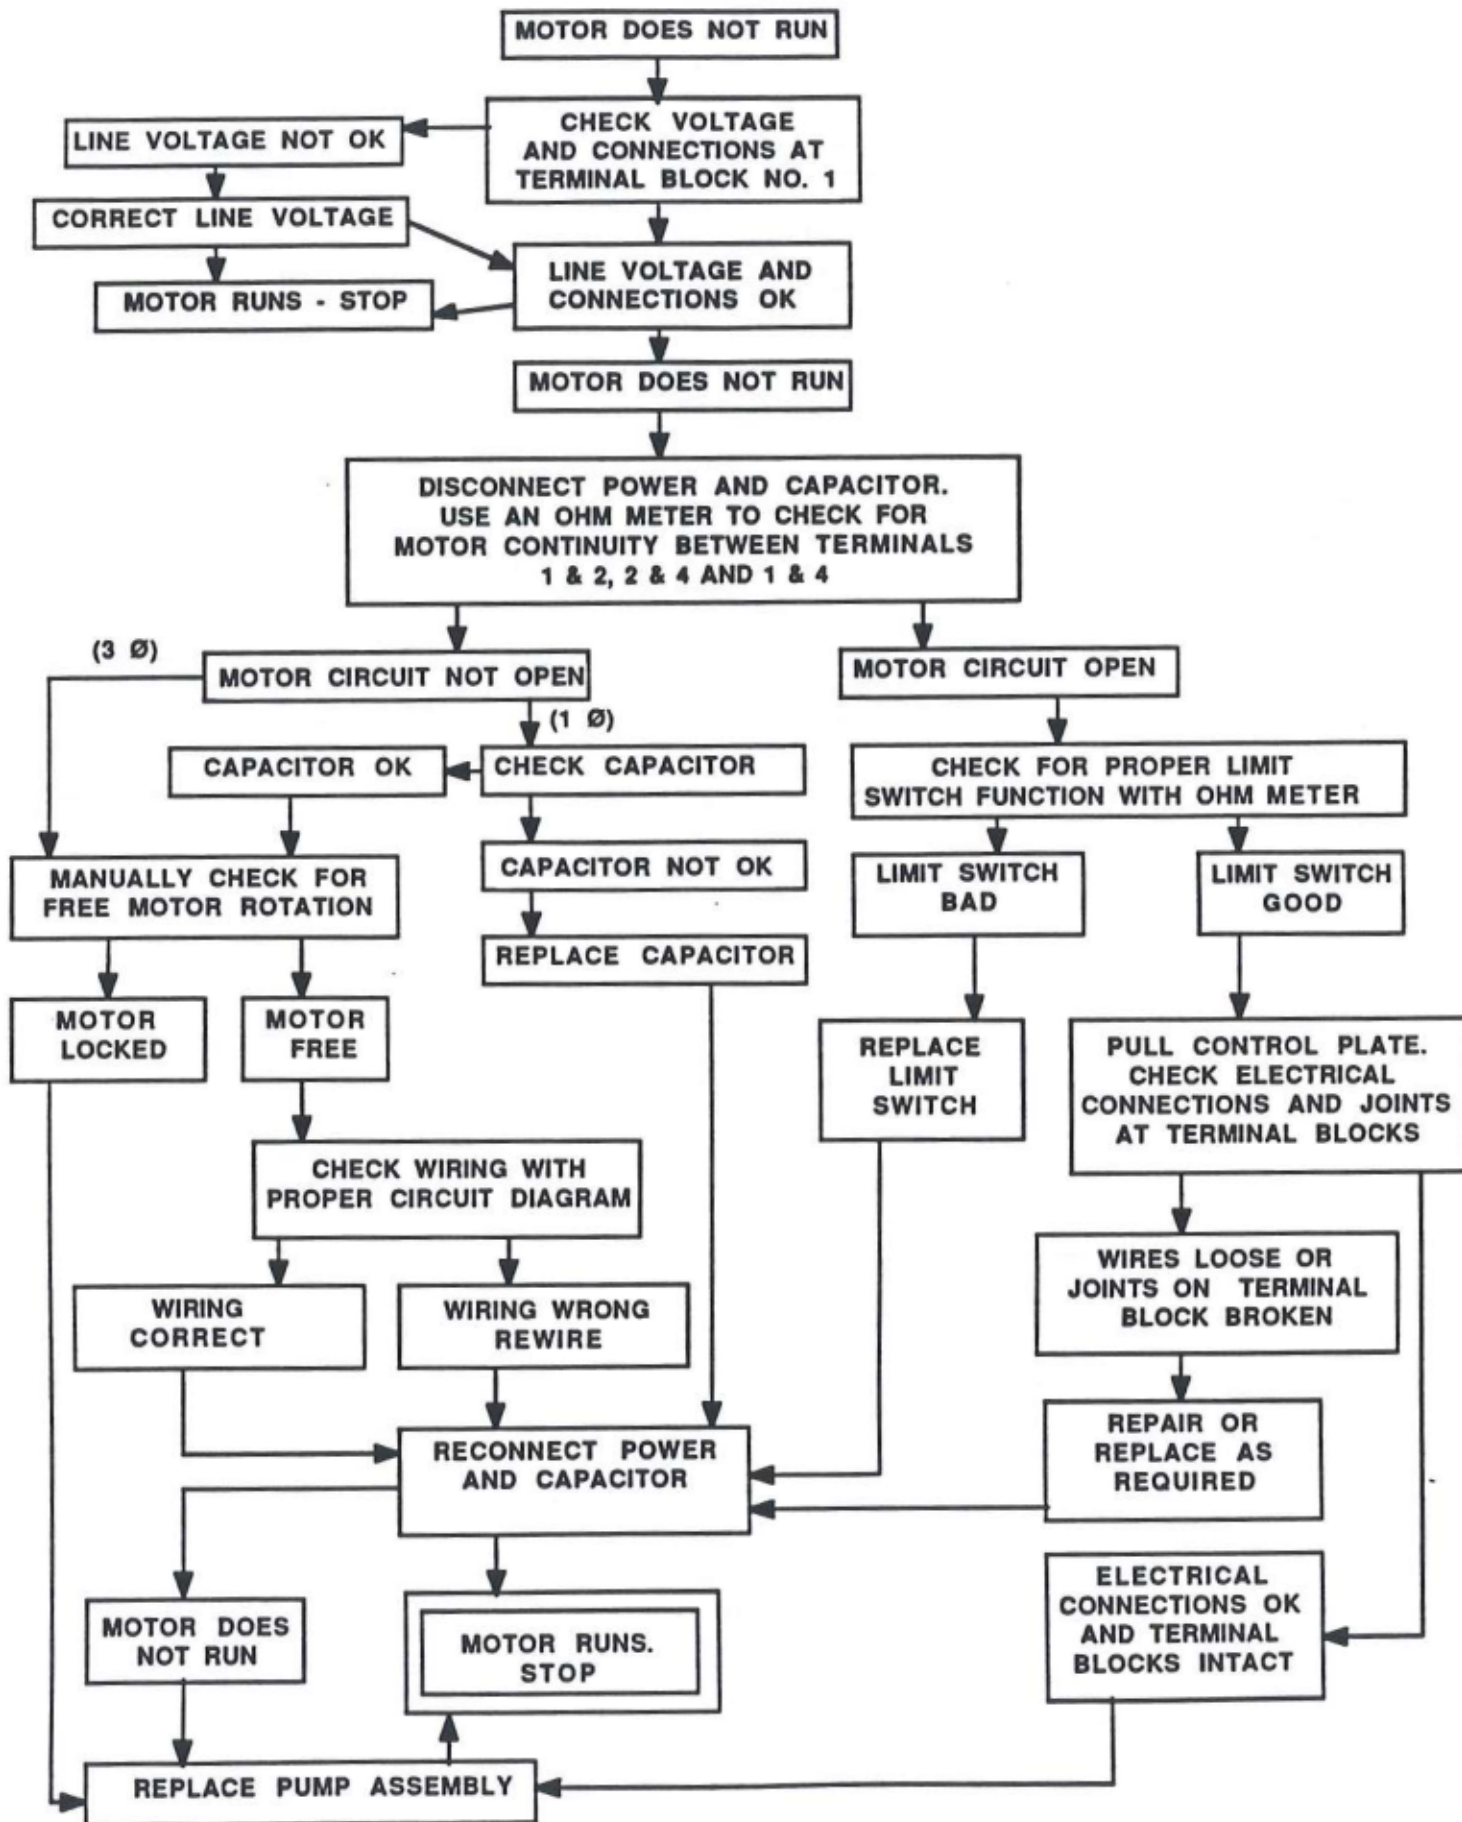 MOTOR DOES NOT RUN
CHECK VOLTAGE
AND CONNECTIONS AT
TERMINAL BLOCK NO. 1
LINE VOLTAGE NOT OK
CORRECT LINE VOLTAGE
LINE VOLTAGE AND
CONNECTIONS OK
MOTOR RUNS - STOP
MOTOR DOES NOT RUN
DISCONNECT POWER AND CAPACITOR.
USE AN OHM METER TO CHECK FOR
MOTOR CONTINUITY BETWEEN TERMINALS
1 & 2, 2 & 4 AND 1 & 4
(3 Ø)
MOTOR CIRCUIT NOT OPEN
MOTOR CIRCUIT OPEN
(1 Ø)
CAPACITOR OK
CHECK CAPACITOR
CHECK FOR PROPER LIMIT
SWITCH FUNCTION WITH OHM METER
CAPACITOR NOT OK
LIMIT SWITCH
BAD
LIMIT SWITCH
GOOD
MANUALLY CHECK FOR
FREE MOTOR ROTATION
REPLACE CAPACITOR
MOTOR
LOCKED
MOTOR
FREE
REPLACE
LIMIT
SWITCH
PULL CONTROL PLATE.
CHECK ELECTRICAL
CONNECTIONS AND JOINTS
AT TERMINAL BLOCKS
CHECK WIRING WITH
PROPER CIRCUIT DIAGRAM
WIRES LOOSE OR
JOINTS ON TERMINAL
BLOCK BROKEN
WIRING
CORRECT
WIRING WRONG
REWIRE
REPAIR OR
REPLACE AS
REQUIRED
RECONNECT POWER
AND CAPACITOR
ELECTRICAL
CONNECTIONS OK
AND TERMINAL
BLOCKS INTACT
MOTOR DOES
NOT RUN
MOTOR RUNS.
STOP
REPLACE PUMP ASSEMBLY